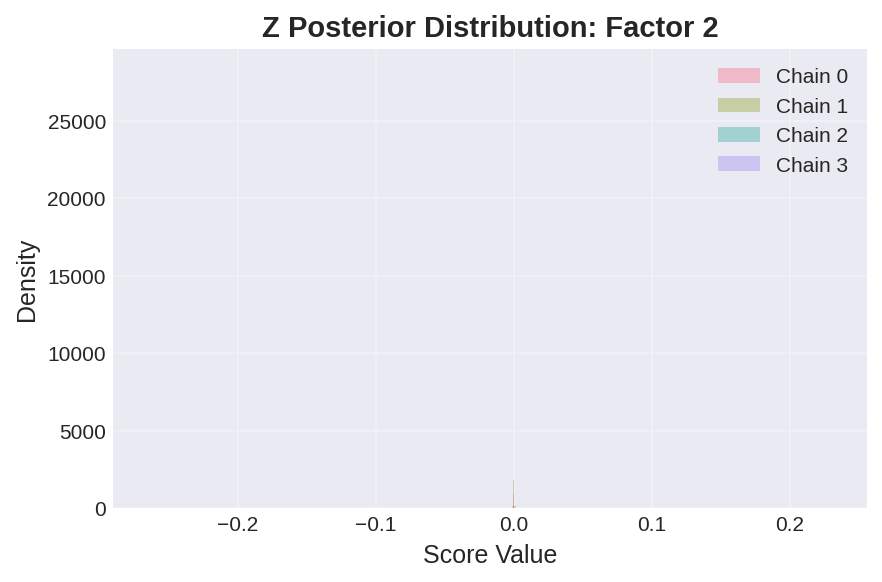 Z Posterior Distribution: Factor 2
Chain 0
Chain 1
Chain 2
Chain 3
Density
25000
20000
15000
10000
5000
0
−0.2
−0.1
0.0
0.1
0.2
Score Value